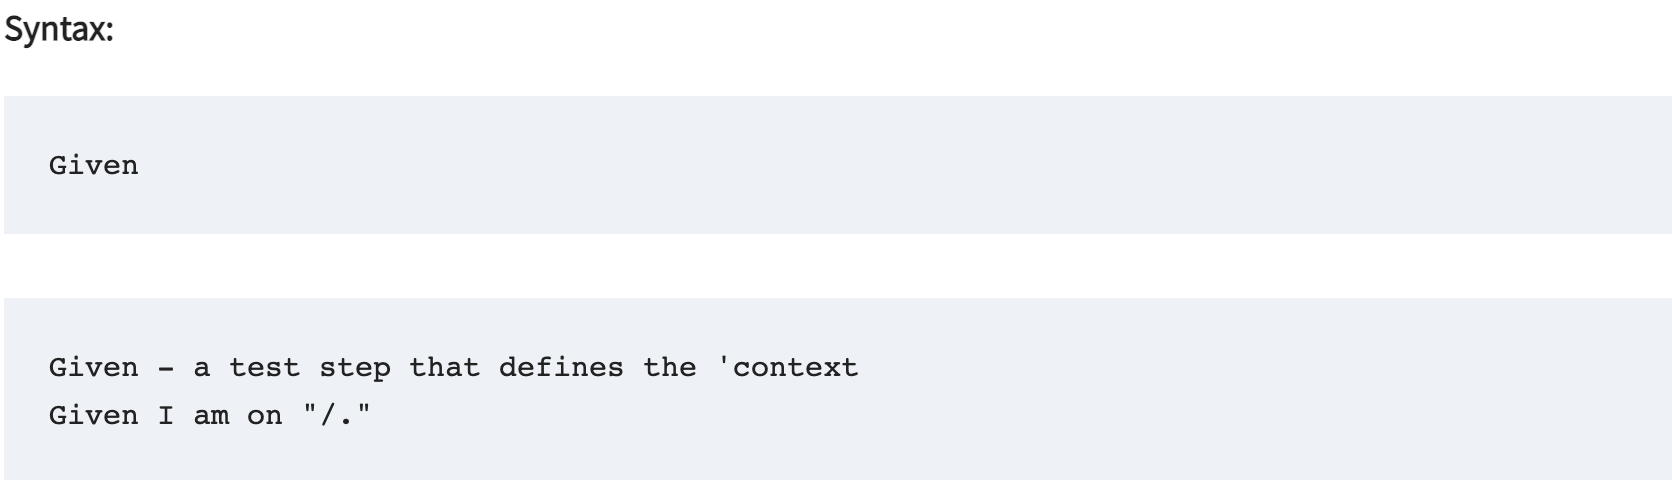 Syntax:
Given
Given - a test step that defines the 'context
Given I am on "/."